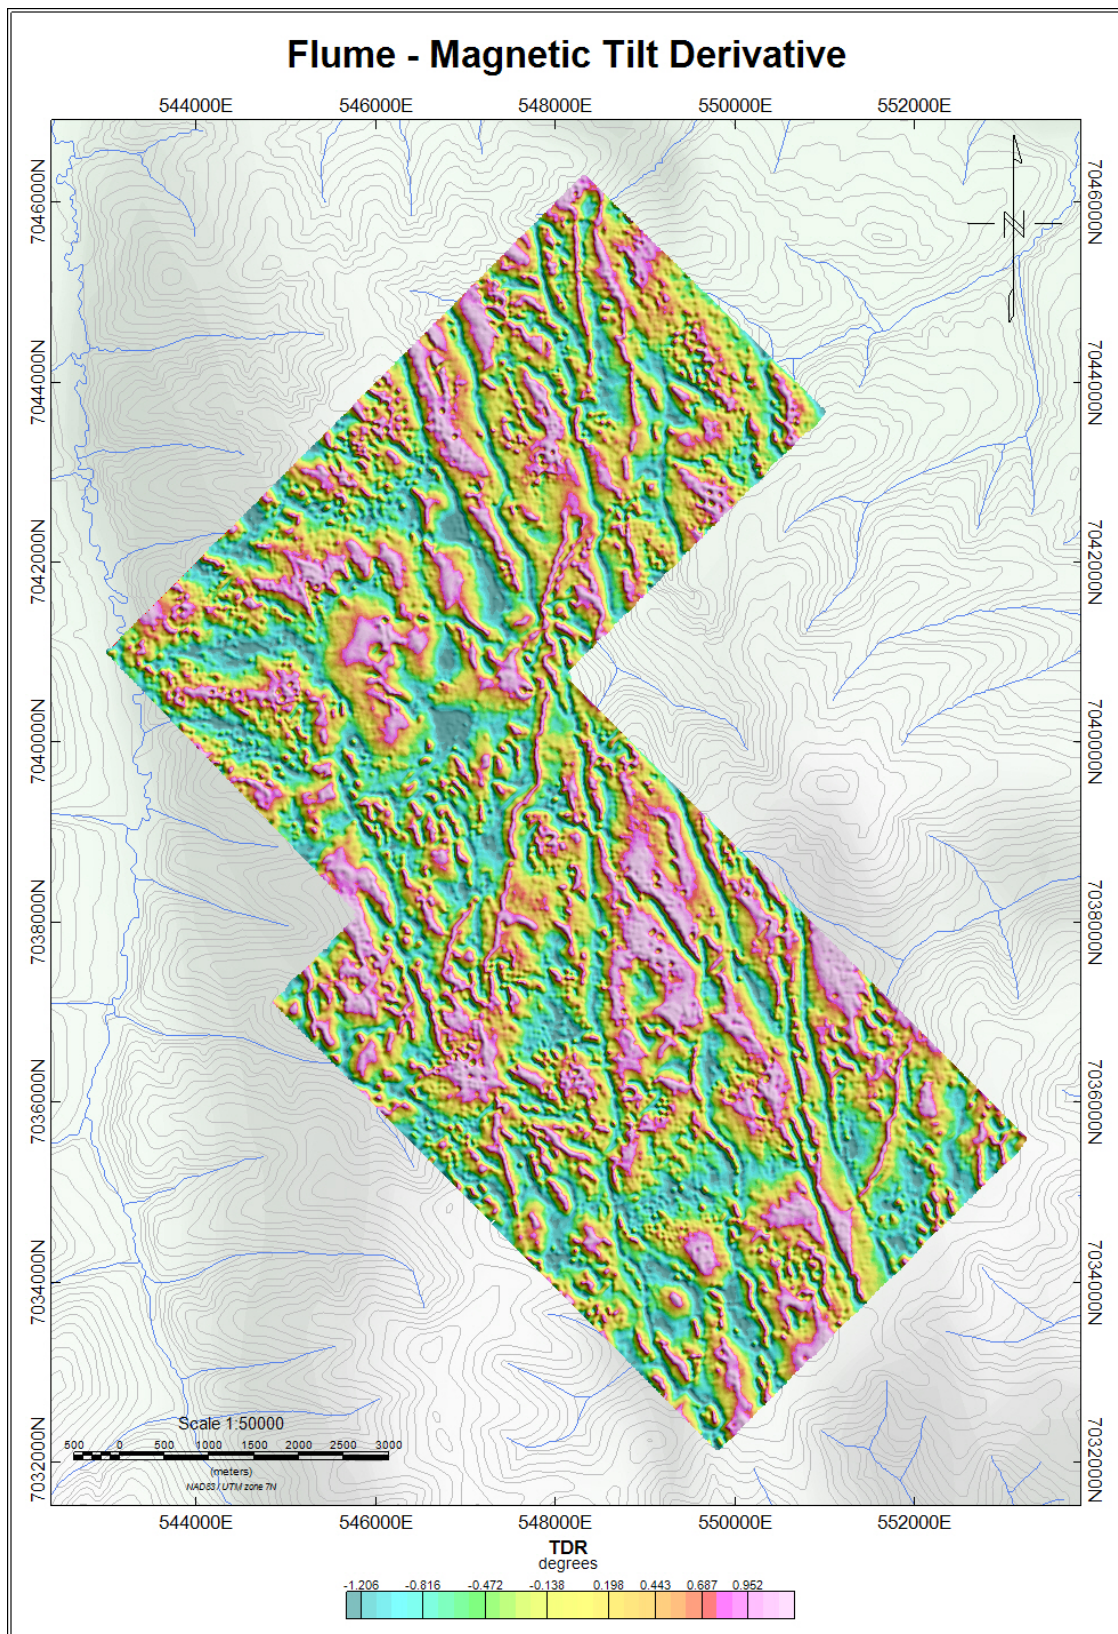 Flume - Magnetic Tilt Derivative
544000E 546000E 548000E 550000E 552000E
7046000N 7046000N
N
7044000N 7044000N
7042000N 7042000N
7040000N 7040000N
7038000N 7038000N
7036000N 7036000N
7034000N 7034000N
7032000N 7032000N
Scale 1:50000
500 0 500 1000 1500 2000 2500 3000
(meters)
NAD83 / UTM zone 7N
544000E 546000E 548000E 550000E 552000E
TDR
degrees
-1.206 -0.816 -0.472 -0.138 0.198 0.443 0.687 0.952